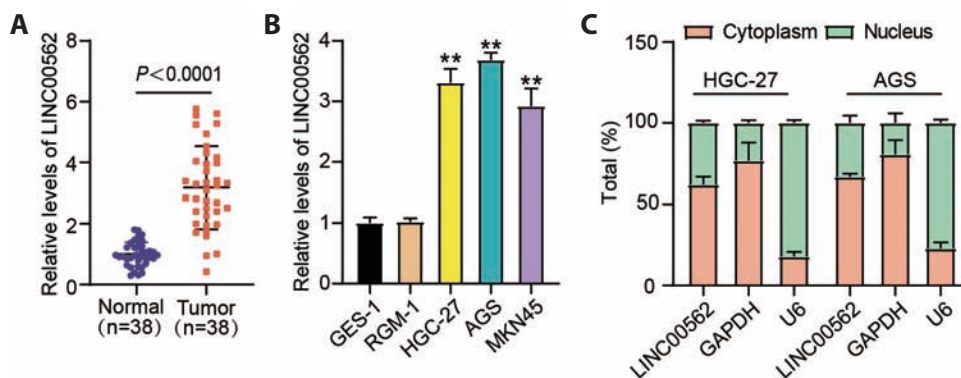 A
Relative levels of LINC00562
8
6
4
2
0
P<0.0001
Normal
(n=38)
Tumor
(n=38)
B
Relative levels of LINC00562
4
3
2
1
0
**
**
**
GES-1
RGM-1
HGC-27
AGS
MKN45
C
Cytoplasm
Nucleus
HGC-27
AGS
Total (%)
150
100
50
0
LINC00562
GAPDH
U6
LINC00562
GAPDH
U6